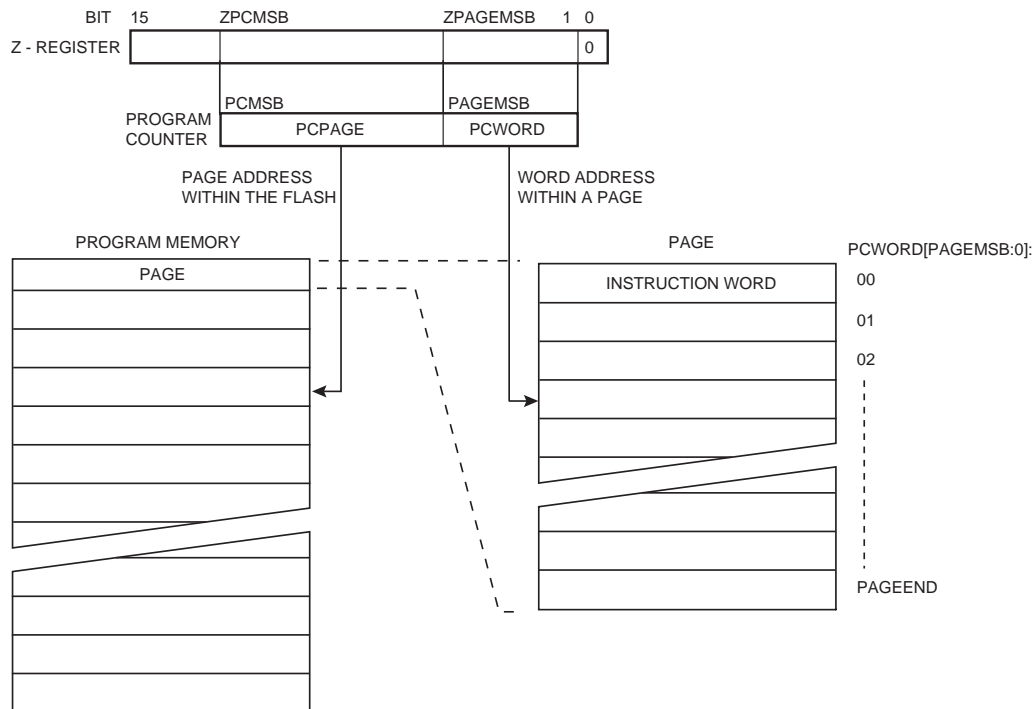 BIT 15 ZPCMSB ZPAGEMSB 1 0
Z - REGISTER 0
PCMSB PAGEMSB
PROGRAM
COUNTER
PCPAGE PCWORD
PAGE ADDRESS
WITHIN THE FLASH
WORD ADDRESS
WITHIN A PAGE
PROGRAM MEMORY
PAGE
PAGE
INSTRUCTION WORD
PCWORD[PAGEMSB:0]:
00
01
02
PAGEEND